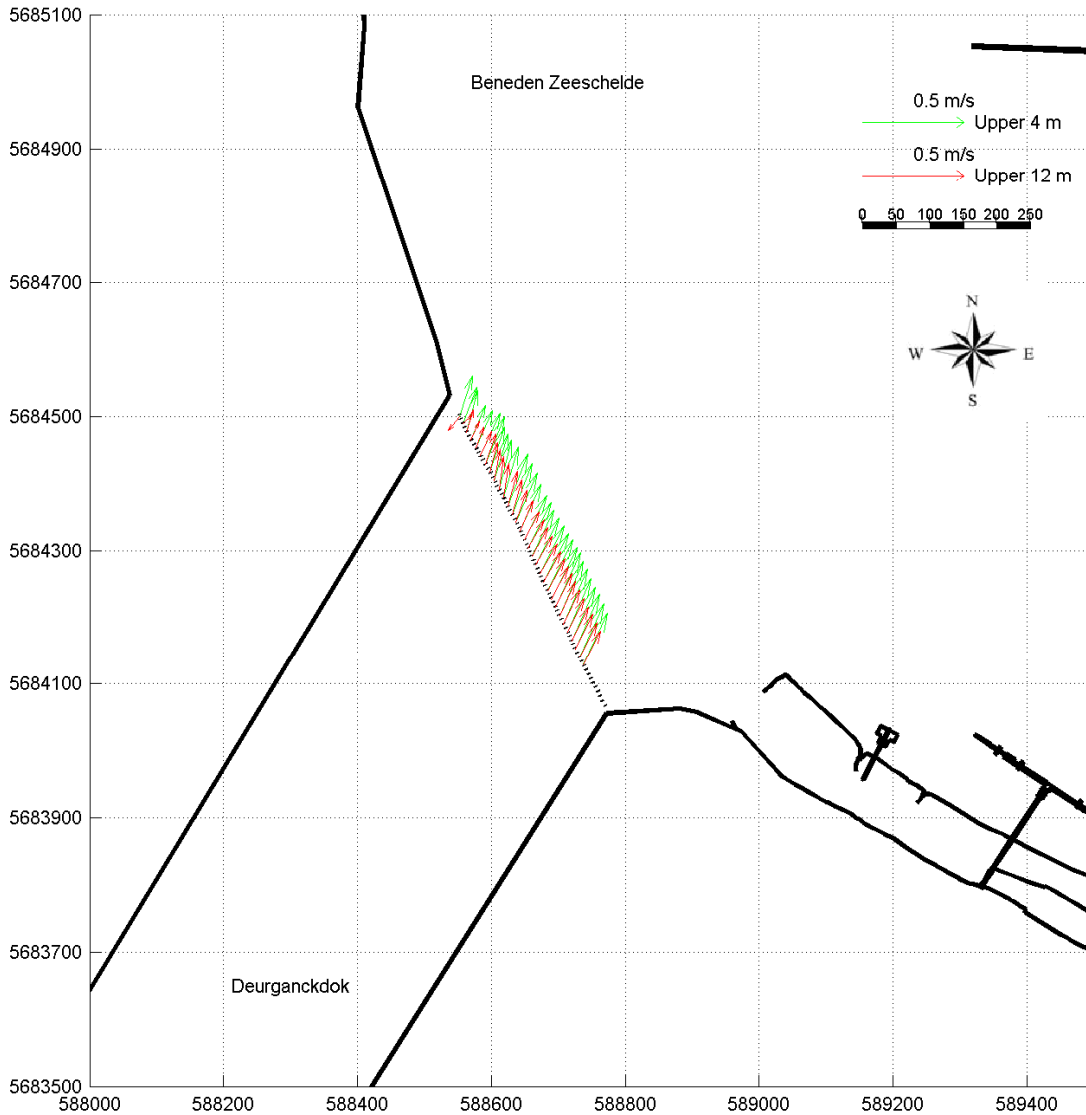 5685100
Beneden Zeeschelde
0.5 m/s
Upper 4 m
5684900
0.5 m/s
Upper 12 m
0 50 100 150 200 250
5684700
N
W E
S
5684500
5684300
5684100
5683900
5683700
Deurganckdok
5683500
588000 588200 588400 588600 588800 589000 589200 589400